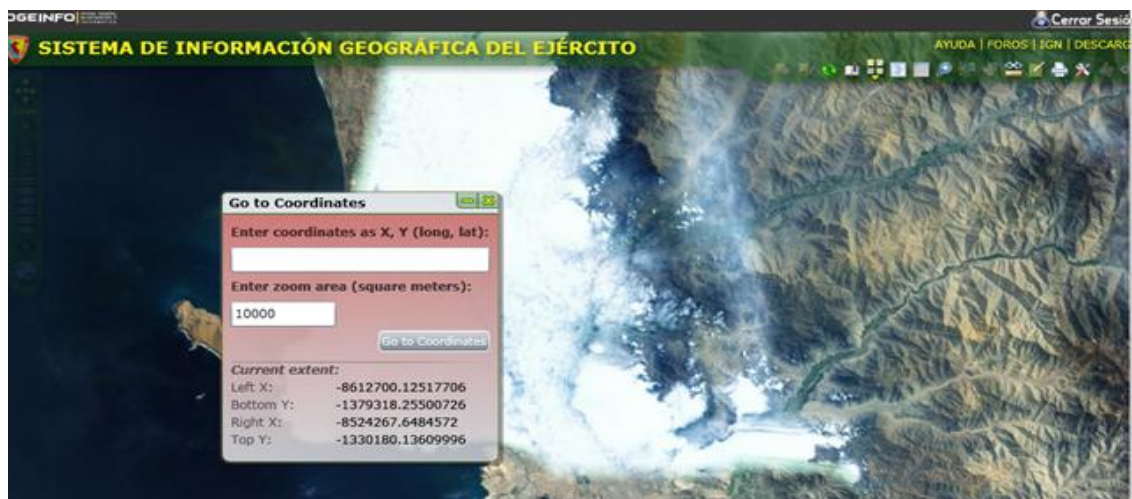 OGEINFO
Cerrar Sesió
SISTEMA DE INFORMACIÓN GEOGRÁFICA DEL EJÉRCITO
AYUDA | FOROS | IGN | DESCARG
Go to Coordinates
Enter coordinates as X, Y (long, lat):
Enter zoom area (square meters):
10000
Go to Coordinates
Current extent:
Left X: -8612700.12517706
Bottom Y: -1379318.25500726
Right X: -8524267.6484572
Top Y: -1330180.13609996